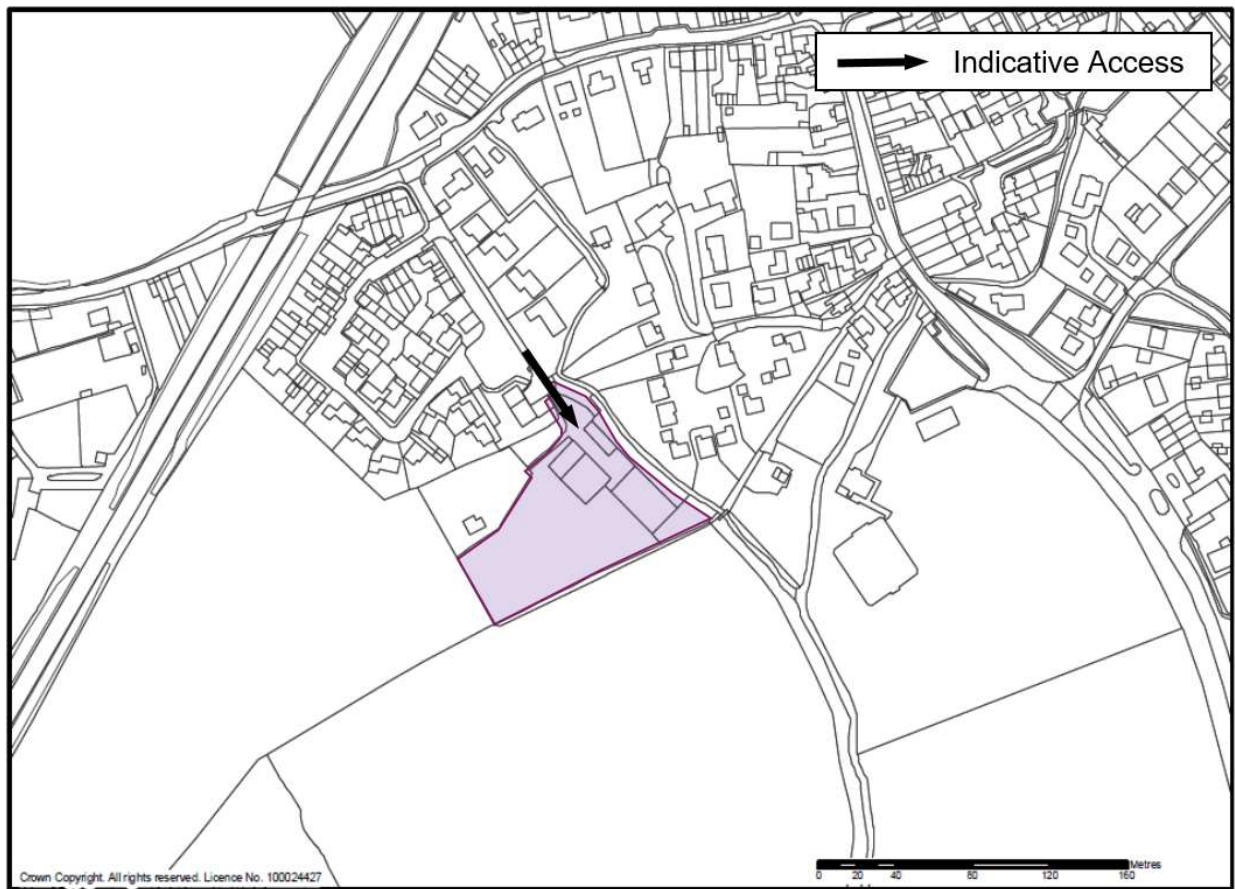 Indicative Access
Crown Copyright. All rights reserved. Licence No. 100024427
Metres
0 20 40 80 120 160